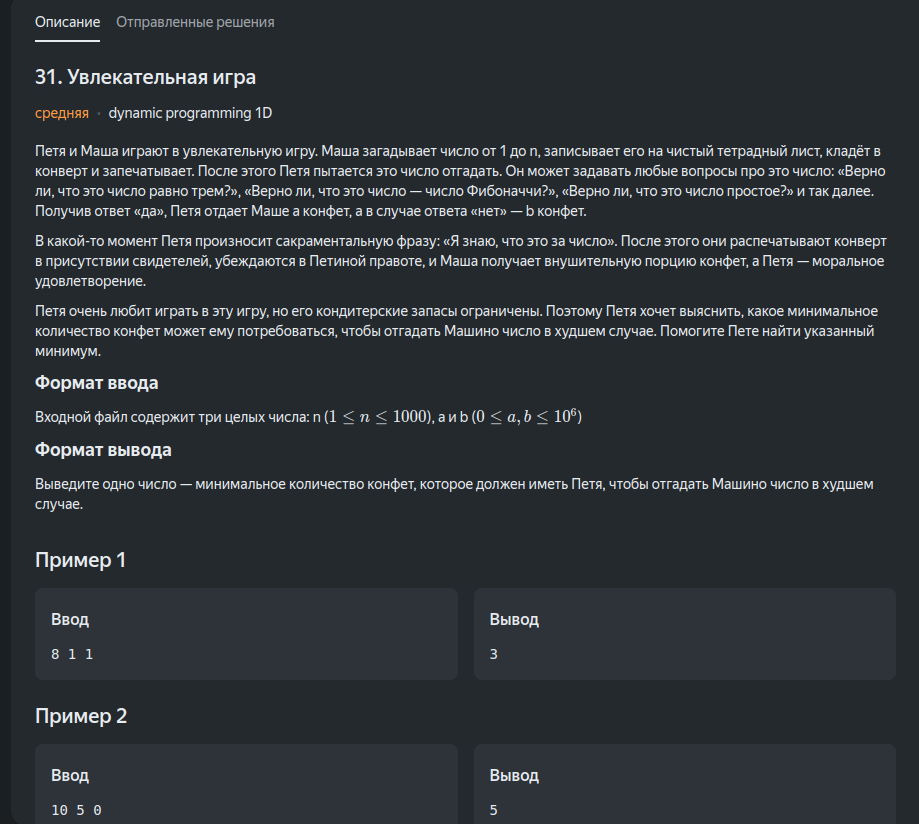 Описание Отправленные решения
31. Увлекательная игра
средняя · dynamic programming 1D
Петя и Маша играют в увлекательную игру. Маша загадывает число от 1 до n, записывает его на чистый тетрадный лист, кладёт в
конверт и запечатывает. После этого Петя пытается это число отгадать. Он может задавать любые вопросы про это число: «Верно
ли, что это число равно трем?», «Верно ли, что это число — число Фибоначчи?», «Верно ли, что это число простое?» и так далее.
Получив ответ «да», Петя отдает Маше a конфет, а в случае ответа «нет» — b конфет.
В какой-то момент Петя произносит сакраментальную фразу: «Я знаю, что это за число». После этого они распечатывают конверт
в присутствии свидетелей, убеждаются в Петиной правоте, и Маша получает внушительную порцию конфет, а Петя — моральное
удовлетворение.
Петя очень любит играть в эту игру, но его кондитерские запасы ограничены. Поэтому Петя хочет выяснить, какое минимальное
количество конфет может ему потребоваться, чтобы отгадать Машино число в худшем случае. Помогите Пете найти указанный
минимум.
Формат ввода
Входной файл содержит три целых числа: n (1 ≤ n ≤ 1000), a и b (0 ≤ a, b ≤ 10⁶)
Формат вывода
Выведите одно число — минимальное количество конфет, которое должен иметь Петя, чтобы отгадать Машино число в худшем
случае.
Пример 1
Ввод Вывод
8 1 1 3
Пример 2
Ввод Вывод
10 5 0 5